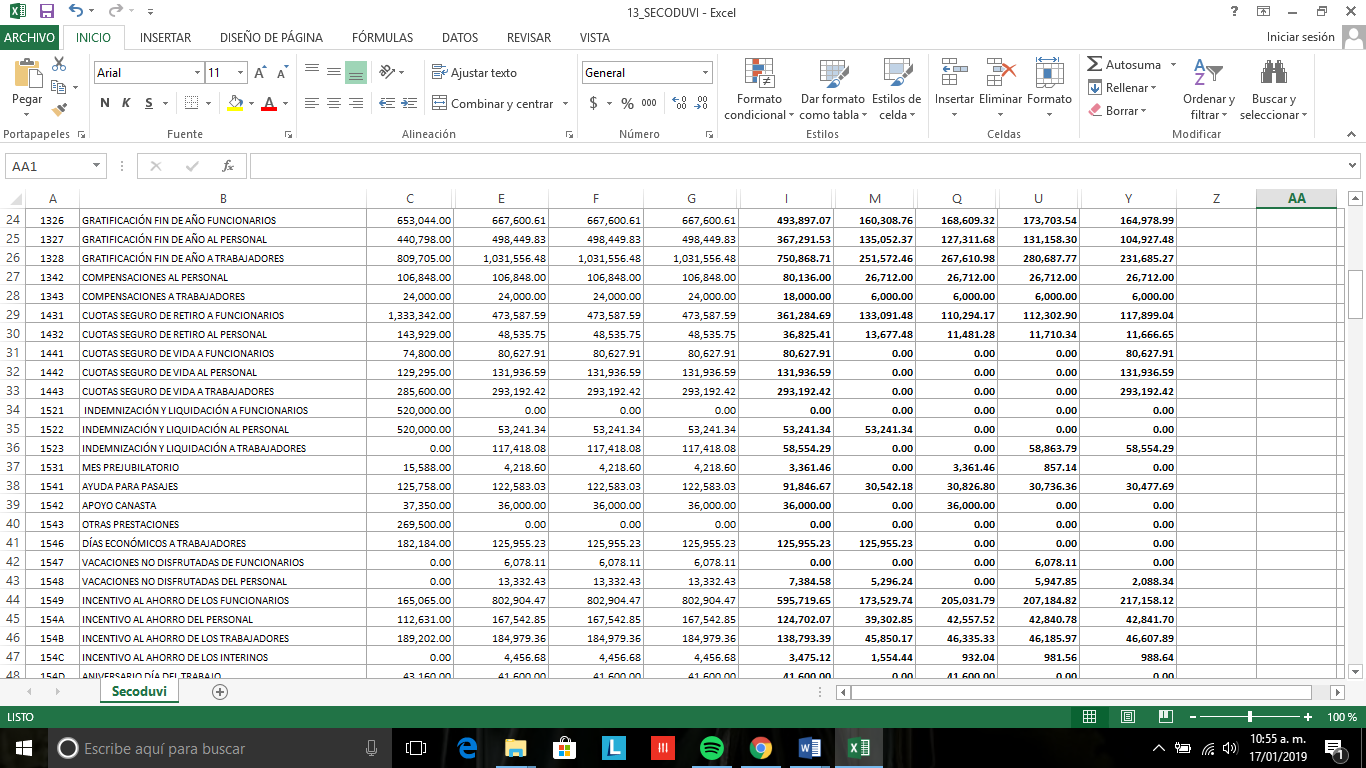 13_SECODUVI - Excel
ARCHIVO INICIO INSERTAR DISEÑO DE PÁGINA FÓRMULAS DATOS REVISAR VISTA Iniciar sesión
Arial 11 Ajustar texto General Autosuma
Pegar Rellenar
N K S Combinar y centrar $ % 000 Formato condicional Dar formato como tabla Estilos de celda Insertar Eliminar Formato Borrar Ordenar y filtrar Buscar y seleccionar
Portapapeles Fuente Alineación Número Estilos Celdas Modificar
AA1 fx
A B C E F G I M Q U Y Z AA
24 1326 GRATIFICACIÓN FIN DE AÑO FUNCIONARIOS 653,044.00 667,600.61 667,600.61 667,600.61 493,897.07 160,308.76 168,609.32 173,703.54 164,978.99
25 1327 GRATIFICACIÓN FIN DE AÑO AL PERSONAL 440,798.00 498,449.83 498,449.83 498,449.83 367,291.53 135,052.37 127,311.68 131,158.30 104,927.48
26 1328 GRATIFICACIÓN FIN DE AÑO A TRABAJADORES 809,705.00 1,031,556.48 1,031,556.48 1,031,556.48 750,868.71 251,572.46 267,610.98 280,687.77 231,685.27
27 1342 COMPENSACIONES AL PERSONAL 106,848.00 106,848.00 106,848.00 106,848.00 80,136.00 26,712.00 26,712.00 26,712.00 26,712.00
28 1343 COMPENSACIONES A TRABAJADORES 24,000.00 24,000.00 24,000.00 24,000.00 18,000.00 6,000.00 6,000.00 6,000.00 6,000.00
29 1431 CUOTAS SEGURO DE RETIRO A FUNCIONARIOS 1,333,342.00 473,587.59 473,587.59 473,587.59 361,284.69 133,091.48 110,294.17 112,302.90 117,899.04
30 1432 CUOTAS SEGURO DE RETIRO AL PERSONAL 143,929.00 48,535.75 48,535.75 48,535.75 36,825.41 13,677.48 11,481.28 11,710.34 11,666.65
31 1441 CUOTAS SEGURO DE VIDA A FUNCIONARIOS 74,800.00 80,627.91 80,627.91 80,627.91 80,627.91 0.00 0.00 0.00 80,627.91
32 1442 CUOTAS SEGURO DE VIDA AL PERSONAL 129,295.00 131,936.59 131,936.59 131,936.59 131,936.59 0.00 0.00 0.00 131,936.59
33 1443 CUOTAS SEGURO DE VIDA A TRABAJADORES 285,600.00 293,192.42 293,192.42 293,192.42 293,192.42 0.00 0.00 0.00 293,192.42
34 1521 INDEMNIZACIÓN Y LIQUIDACIÓN A FUNCIONARIOS 520,000.00 0.00 0.00 0.00 0.00 0.00 0.00 0.00 0.00
35 1522 INDEMNIZACIÓN Y LIQUIDACIÓN AL PERSONAL 520,000.00 53,241.34 53,241.34 53,241.34 53,241.34 53,241.34 0.00 0.00 0.00
36 1523 INDEMNIZACIÓN Y LIQUIDACIÓN A TRABAJADORES 0.00 117,418.08 117,418.08 117,418.08 58,554.29 0.00 0.00 58,863.79 58,554.29
37 1531 MES PREJUBILATORIO 15,588.00 4,218.60 4,218.60 4,218.60 3,361.46 0.00 3,361.46 857.14 0.00
38 1541 AYUDA PARA PASAJES 125,758.00 122,583.03 122,583.03 122,583.03 91,846.67 30,542.18 30,826.80 30,736.36 30,477.69
39 1542 APOYO CANASTA 37,350.00 36,000.00 36,000.00 36,000.00 36,000.00 0.00 36,000.00 0.00 0.00
40 1543 OTRAS PRESTACIONES 269,500.00 0.00 0.00 0.00 0.00 0.00 0.00 0.00 0.00
41 1546 DÍAS ECONÓMICOS A TRABAJADORES 182,184.00 125,955.23 125,955.23 125,955.23 125,955.23 125,955.23 0.00 0.00 0.00
42 1547 VACACIONES NO DISFRUTADAS DE FUNCIONARIOS 0.00 6,078.11 6,078.11 6,078.11 0.00 0.00 0.00 6,078.11 0.00
43 1548 VACACIONES NO DISFRUTADAS DEL PERSONAL 0.00 13,332.43 13,332.43 13,332.43 7,384.58 5,296.24 0.00 5,947.85 2,088.34
44 1549 INCENTIVO AL AHORRO DE LOS FUNCIONARIOS 165,065.00 802,904.47 802,904.47 802,904.47 595,719.65 173,529.74 205,031.79 207,184.82 217,158.12
45 154A INCENTIVO AL AHORRO DEL PERSONAL 112,631.00 167,542.85 167,542.85 167,542.85 124,702.07 39,302.85 42,557.52 42,840.78 42,841.70
46 154B INCENTIVO AL AHORRO DE LOS TRABAJADORES 189,202.00 184,979.36 184,979.36 184,979.36 138,793.39 45,850.17 46,335.33 46,185.97 46,607.89
47 154C INCENTIVO AL AHORRO DE LOS INTERINOS 0.00 4,456.68 4,456.68 4,456.68 3,475.12 1,554.44 932.04 981.56 988.64
48 154D ANIVERSARIO DÍA DEL TRABAJO 43,160.00 41,600.00 41,600.00 41,600.00 41,600.00 0.00 41,600.00 0.00 0.00
Secoduvi
LISTO 100 %
Escribe aquí para buscar 10:55 a. m.
17/01/2019